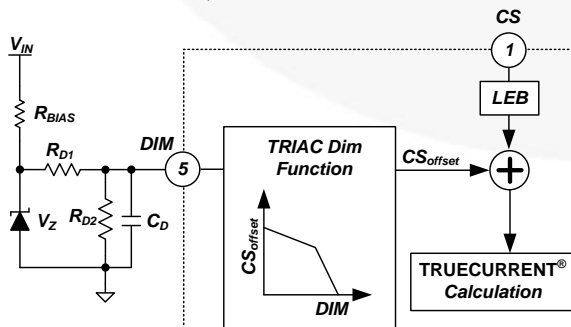 CS
1
V_IN
LEB
R_BIAS
R_D1
DIM
5
TRIAC Dim
Function
CS_offset
+
V_Z
R_D2
C_D
CS_offset
DIM
TRUECURRENT®
Calculation